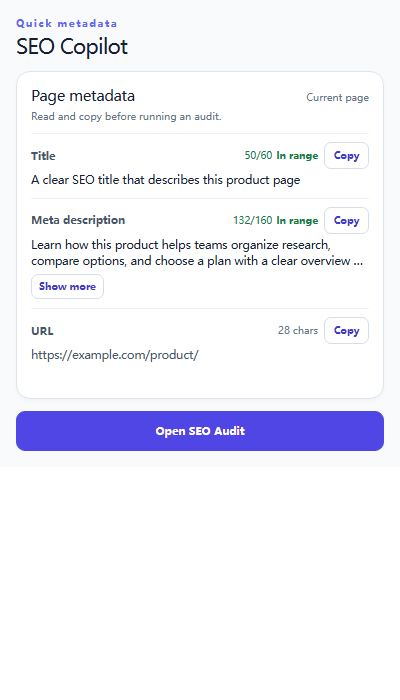 Quick metadata
SEO Copilot
Page metadata Current page
Read and copy before running an audit.
Title 50/60 In range Copy
A clear SEO title that describes this product page
Meta description 132/160 In range Copy
Learn how this product helps teams organize research,
compare options, and choose a plan with a clear overview ...
Show more
URL 28 chars Copy
https://example.com/product/
Open SEO Audit